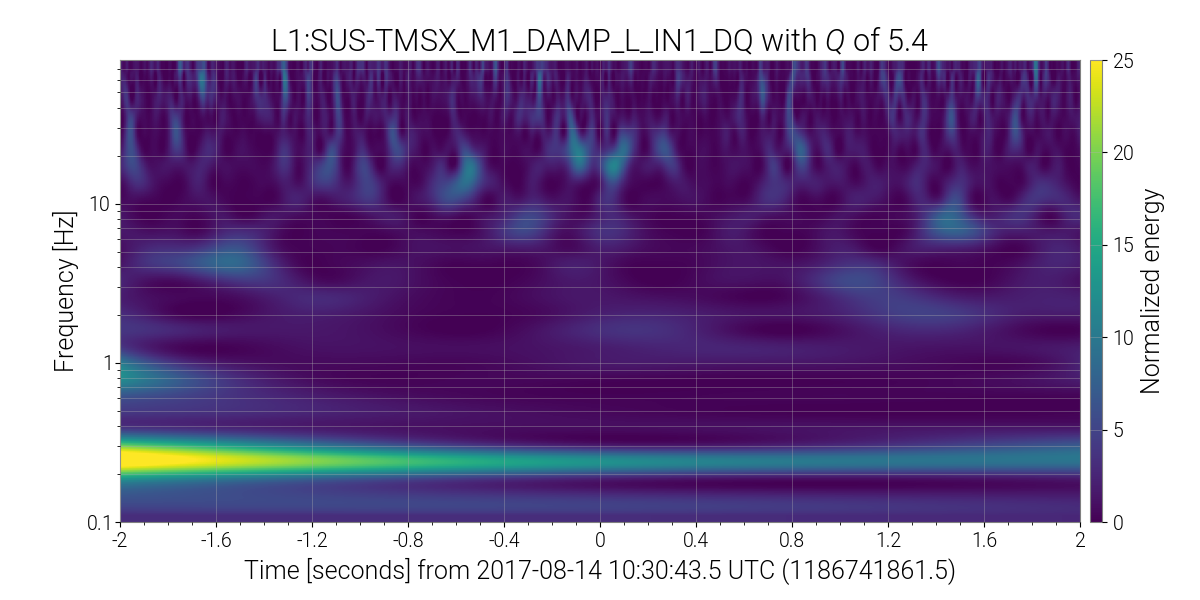 L1:SUS-TMSX_M1_DAMP_L_IN1_DQ with Q of 5.4
Frequency [Hz]
10
1
0.1
-2 -1.6 -1.2 -0.8 -0.4 0 0.4 0.8 1.2 1.6 2
Time [seconds] from 2017-08-14 10:30:43.5 UTC (1186741861.5)
25
20
15
10
5
0
Normalized energy